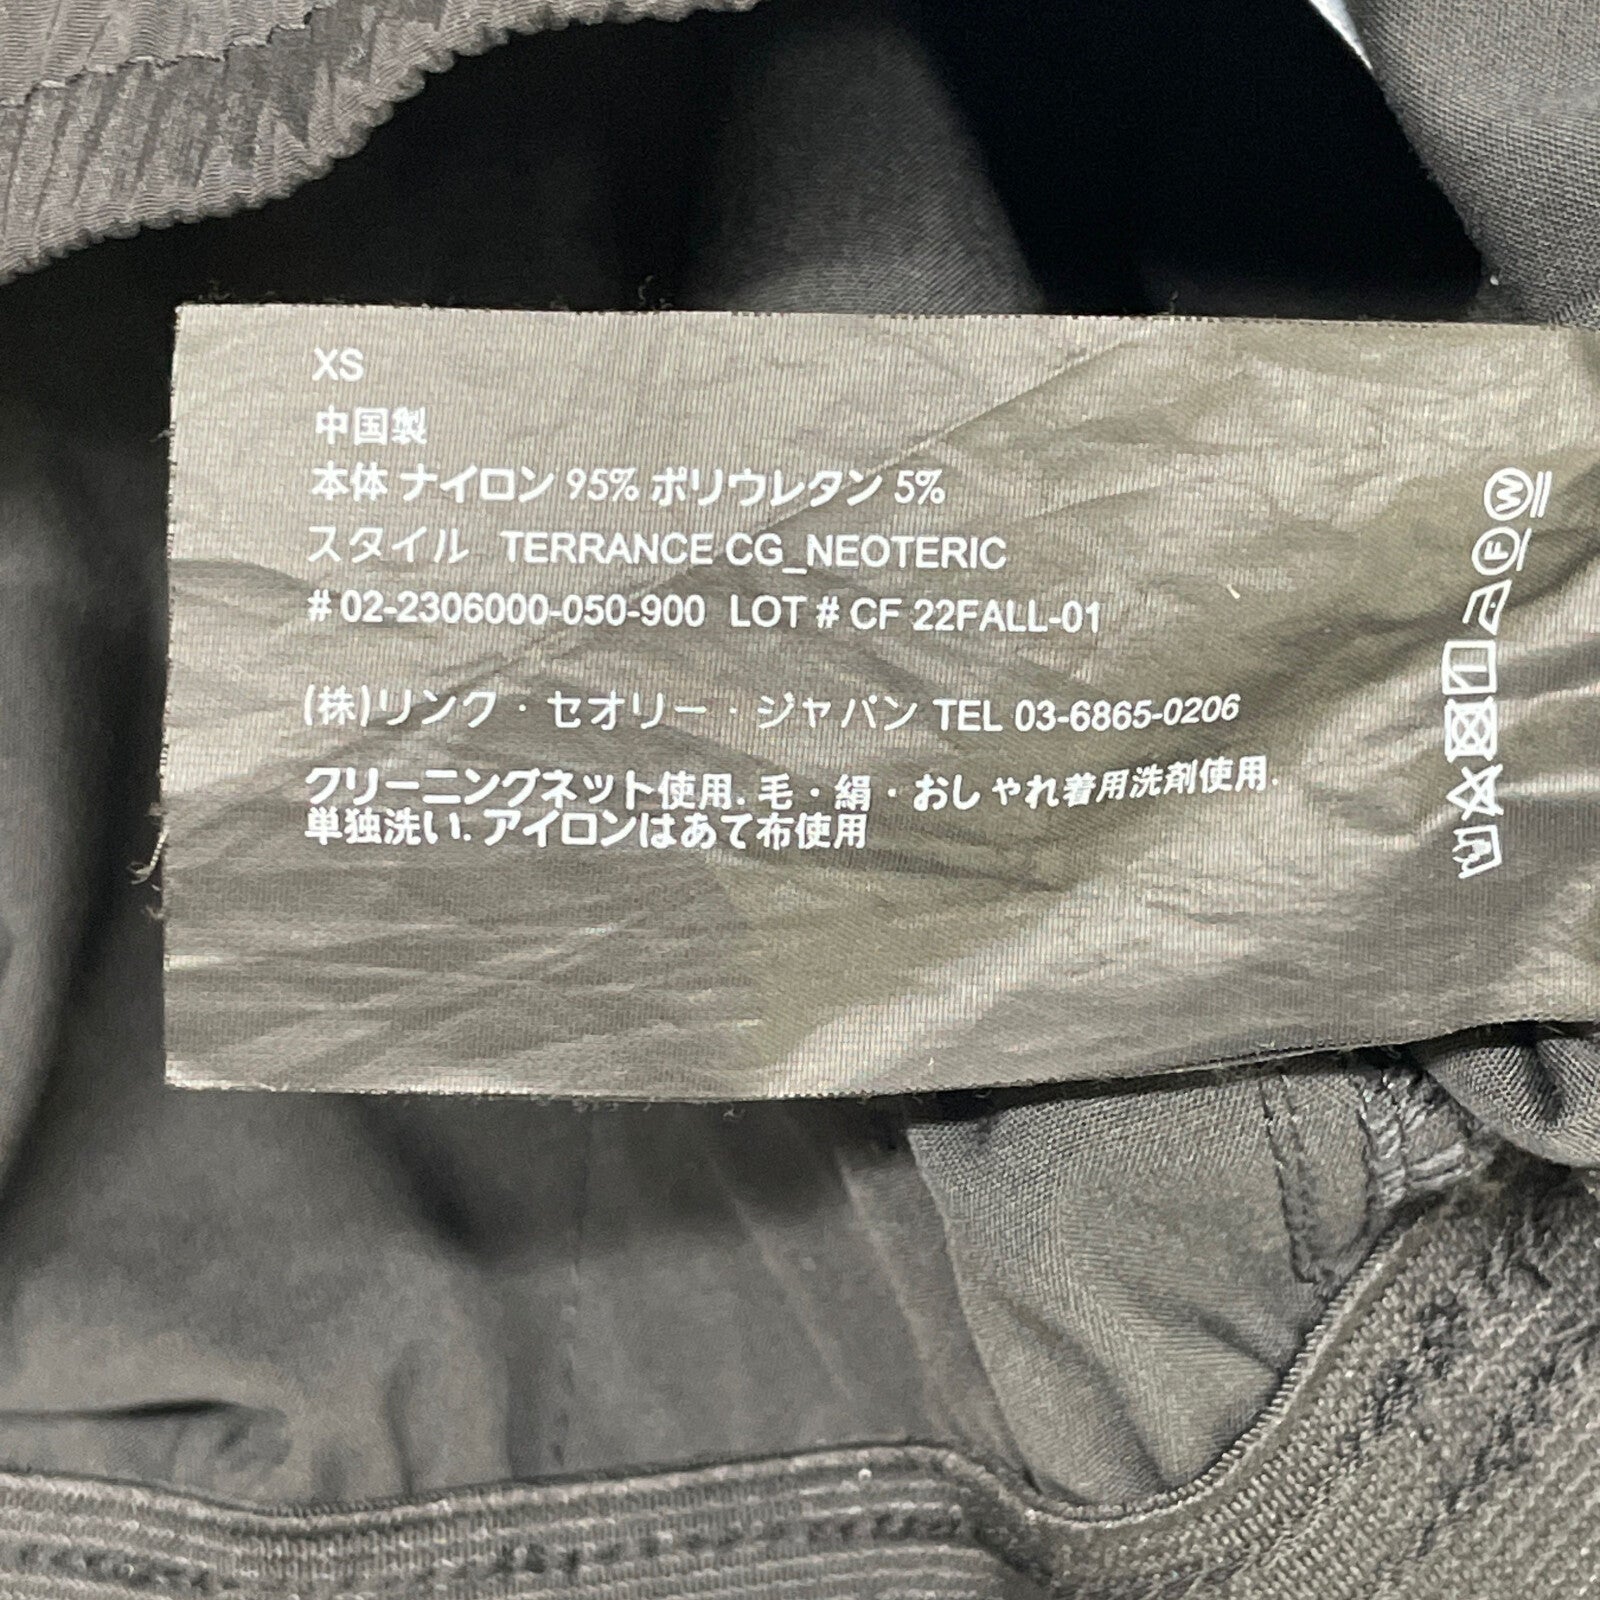 XS
中国製
本体 ナイロン 95% ポリウレタン 5%
スタイル TERRANCE CG_NEOTERIC
# 02-2306000-050-900 LOT # CF 22FALL-01
(株)リンク・セオリー・ジャパン TEL 03-6865-0206
クリーニングネット使用. 毛・絹・おしゃれ着用洗剤使用.
単独洗い. アイロンはあて布使用
W
F